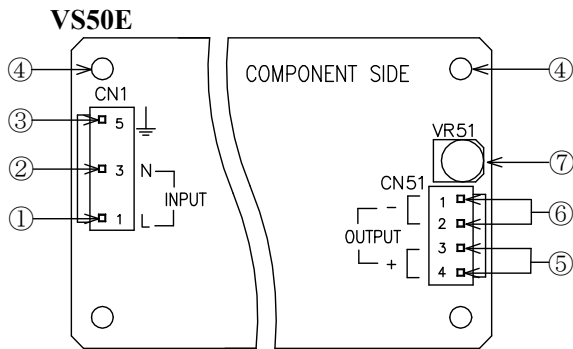 VS50E
④ COMPONENT SIDE ④
CN1
③ 5
VR51
② 3 N
⑦
INPUT
CN51
① 1 L
1 ⑥
-
2
OUTPUT
3
+
4 ⑤